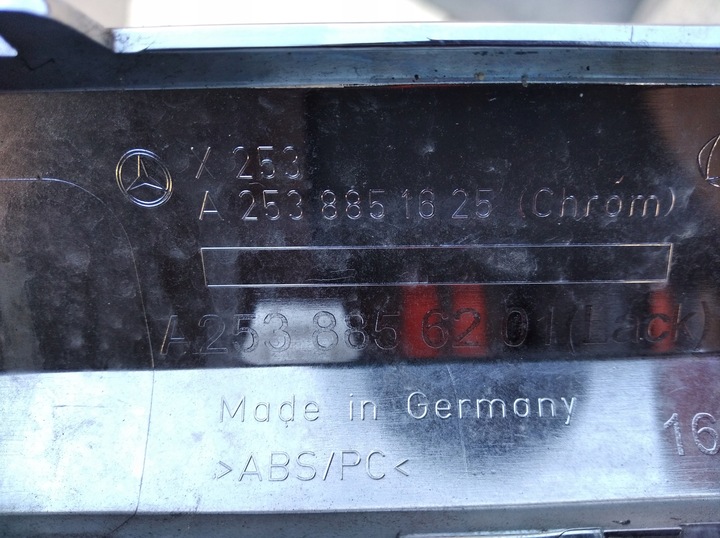 X 253
A 253 885 16 25 (Chrom)
A 253 885 62 01 (Lack)
Made in Germany
16
>ABS/PC<